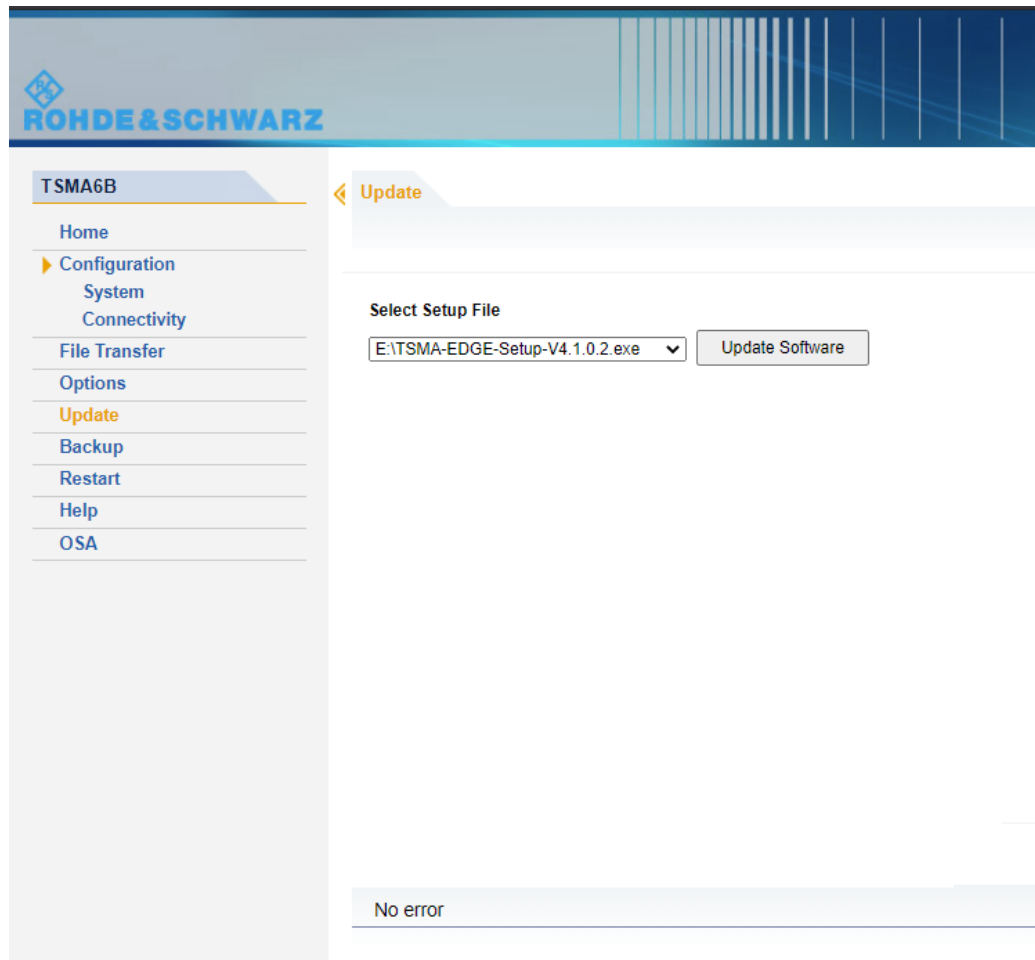 R&S
ROHDE&SCHWARZ
TSMA6B
Home
Configuration
System
Connectivity
File Transfer
Options
Update
Backup
Restart
Help
OSA
Update
Select Setup File
E:\TSMA-EDGE-Setup-V4.1.0.2.exe Update Software
No error